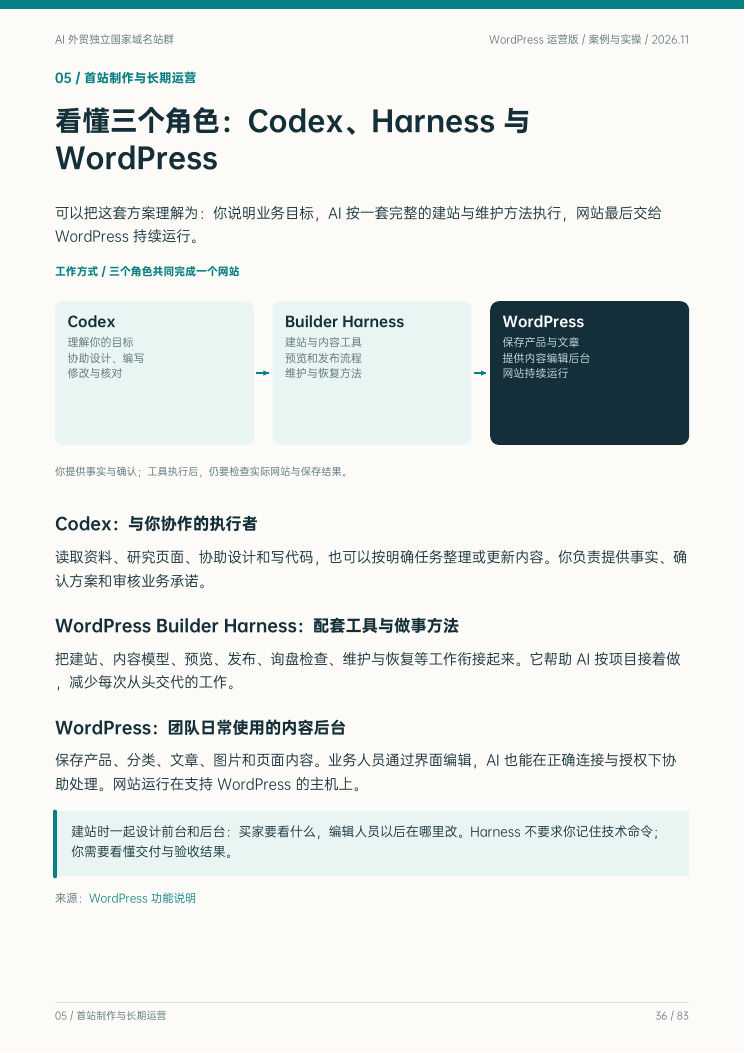 AI 外贸独立国家域名站群
WordPress 运营版 / 案例与实操 / 2026.11
05 / 首站制作与长期运营
看懂三个角色：Codex、Harness 与
WordPress
可以把这套方案理解为：你说明业务目标，AI 按一套完整的建站与维护方法执行，网站最后交给
WordPress 持续运行。
工作方式 / 三个角色共同完成一个网站
Codex
理解你的目标
协助设计、编写
修改与核对
Builder Harness
建站与内容工具
预览和发布流程
维护与恢复方法
WordPress
保存产品与文章
提供内容编辑后台
网站持续运行
你提供事实与确认；工具执行后，仍要检查实际网站与保存结果。
Codex：与你协作的执行者
读取资料、研究页面、协助设计和写代码，也可以按明确任务整理或更新内容。你负责提供事实、确
认方案和审核业务承诺。
WordPress Builder Harness：配套工具与做事方法
把建站、内容模型、预览、发布、询盘检查、维护与恢复等工作衔接起来。它帮助 AI 按项目接着做
，减少每次从头交代的工作。
WordPress：团队日常使用的内容后台
保存产品、分类、文章、图片和页面内容。业务人员通过界面编辑，AI 也能在正确连接与授权下协
助处理。网站运行在支持 WordPress 的主机上。
建站时一起设计前台和后台：买家要看什么，编辑人员以后在哪里改。Harness 不要求你记住技术命令；
你需要看懂交付与验收结果。
来源：WordPress 功能说明
05 / 首站制作与长期运营
36 / 83